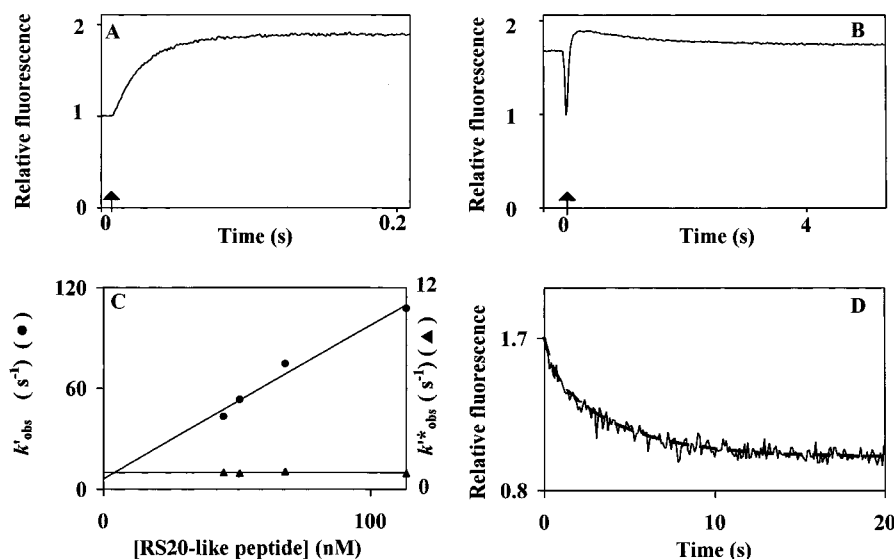 A
Relative fluorescence
2
1
0
0
0.2
Time (s)
B
Relative fluorescence
2
1
0
0
4
Time (s)
C
k'obs (s-1) (●)
120
60
0
12
0
k'*obs (s-1) (▲)
0
100
[RS20-like peptide] (nM)
D
Relative fluorescence
1.7
0.8
0
10
20
Time (s)